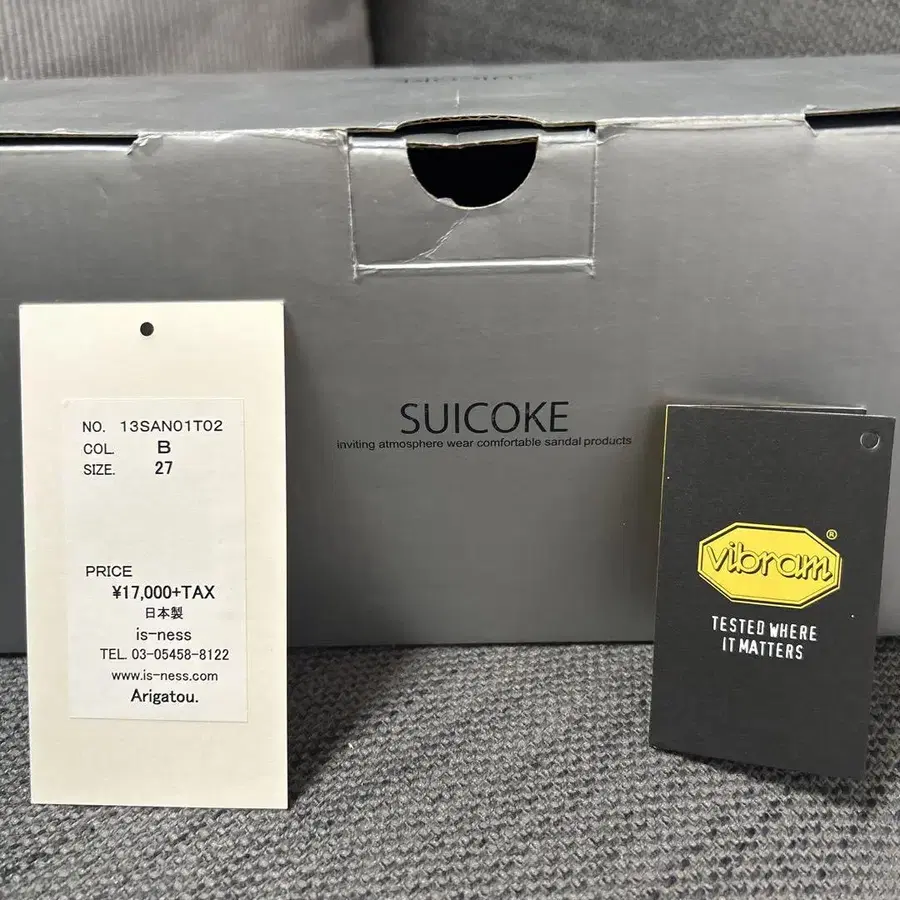 SUICOKE
inviting atmosphere wear comfortable sandal products
NO. 13SAN01T02
COL. B
SIZE. 27
PRICE
¥17,000+TAX
日本製
is-ness
TEL. 03-05458-8122
www.is-ness.com
Arigatou.
vibram®
TESTED WHERE
IT MATTERS